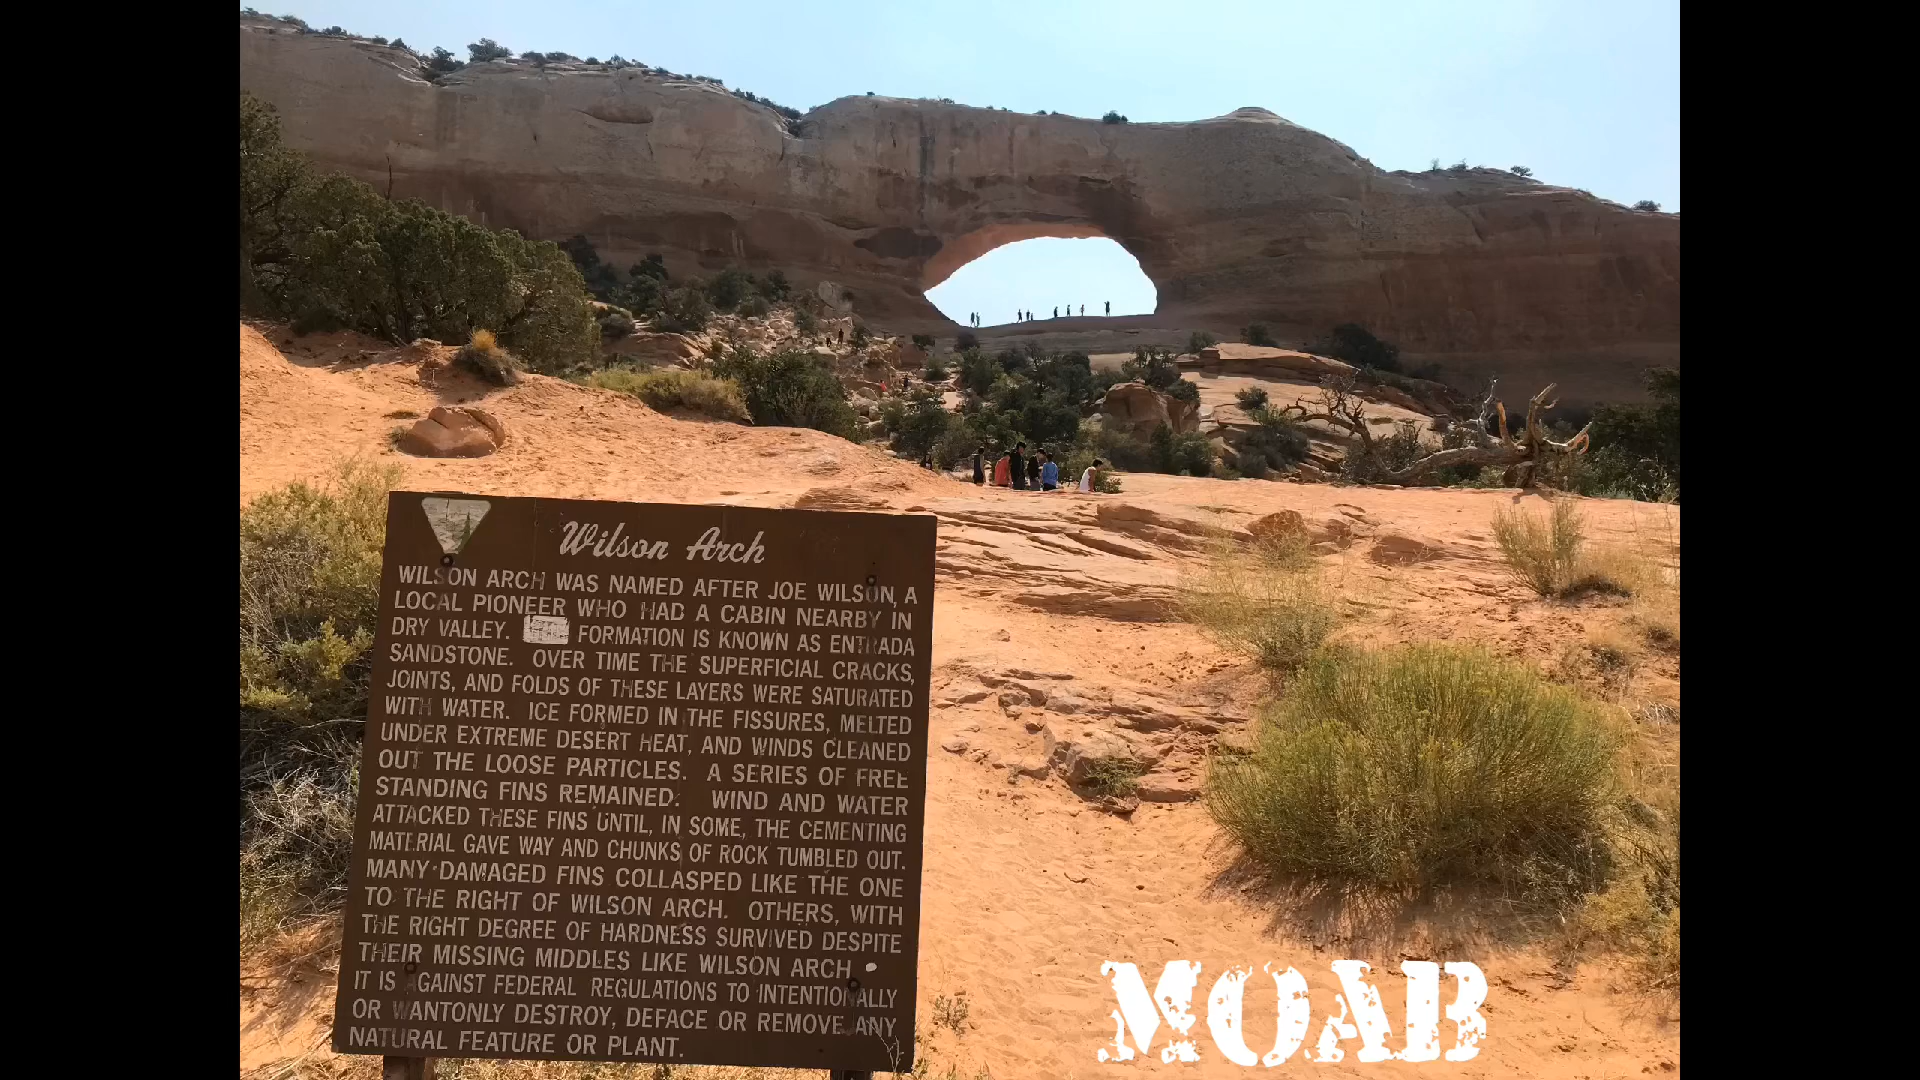 Wilson Arch
WILSON ARCH WAS NAMED AFTER JOE WILSON, A
LOCAL PIONEER WHO HAD A CABIN NEARBY IN
DRY VALLEY. FORMATION IS KNOWN AS ENTRADA
SANDSTONE. OVER TIME THE SUPERFICIAL CRACKS,
JOINTS, AND FOLDS OF THESE LAYERS WERE SATURATED
WITH WATER. ICE FORMED IN THE FISSURES, MELTED
UNDER EXTREME DESERT HEAT, AND WINDS CLEANED
OUT THE LOOSE PARTICLES. A SERIES OF FREE
STANDING FINS REMAINED. WIND AND WATER
ATTACKED THESE FINS UNTIL, IN SOME, THE CEMENTING
MATERIAL GAVE WAY AND CHUNKS OF ROCK TUMBLED OUT.
MANY DAMAGED FINS COLLASPED LIKE THE ONE
TO THE RIGHT OF WILSON ARCH. OTHERS, WITH
THE RIGHT DEGREE OF HARDNESS SURVIVED DESPITE
THEIR MISSING MIDDLES LIKE WILSON ARCH.
IT IS AGAINST FEDERAL REGULATIONS TO INTENTIONALLY
OR WANTONLY DESTROY, DEFACE OR REMOVE ANY
NATURAL FEATURE OR PLANT.
MOAB